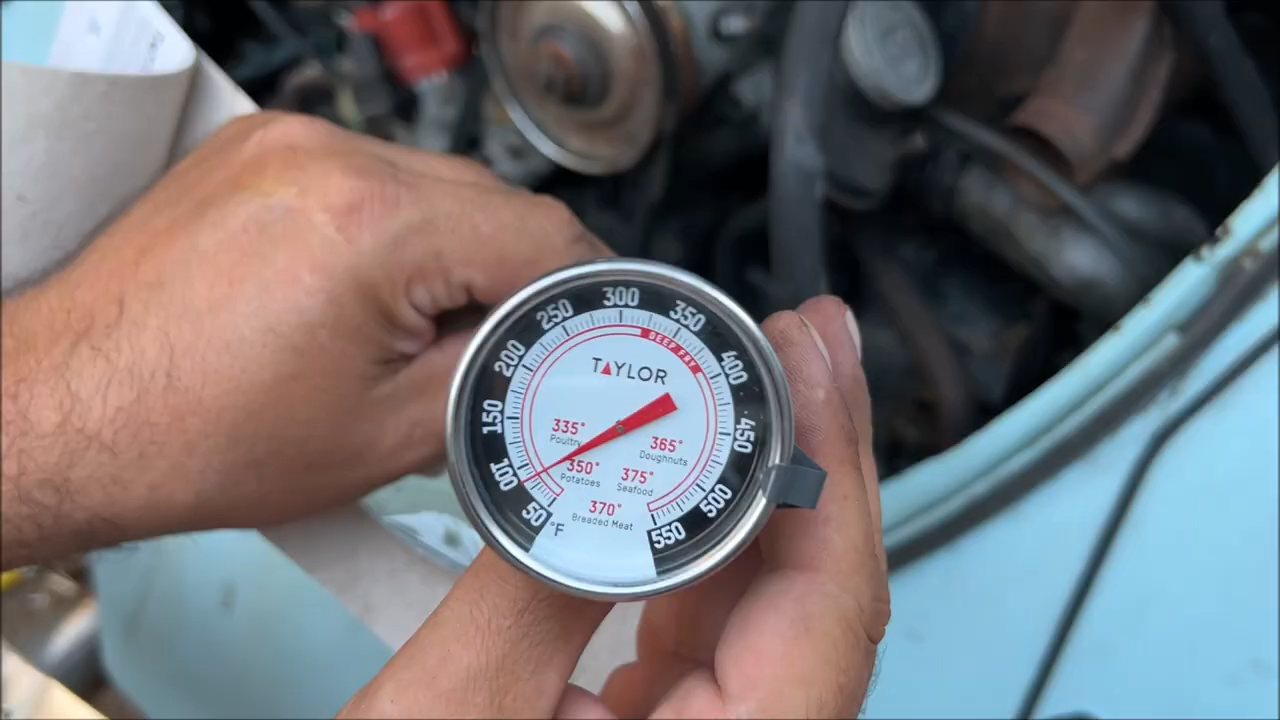 50
100
150
200
250
300
350
400
450
500
550
°F
DEEP FRY
TAYLOR
335°
Poultry
365°
Doughnuts
350°
Potatoes
375°
Seafood
370°
Breaded Meat